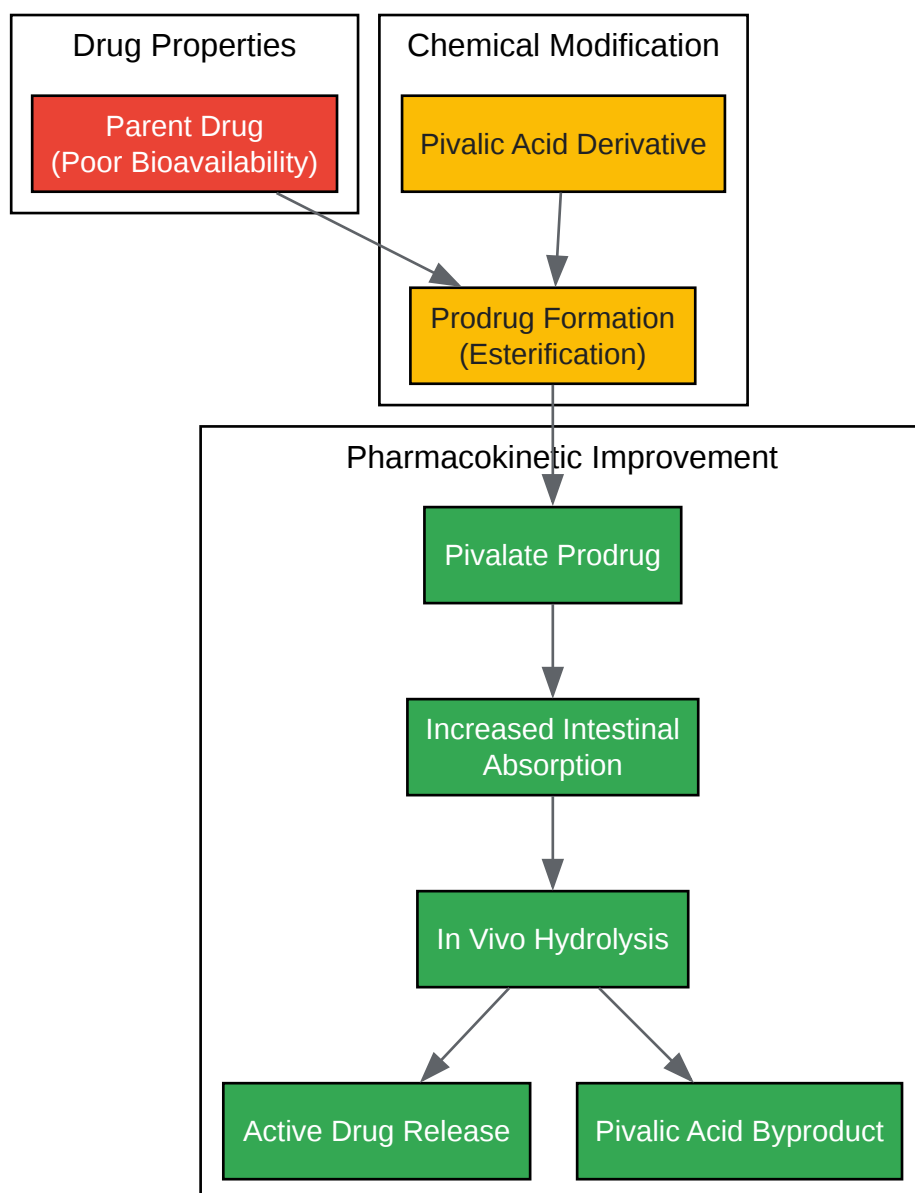 Drug Properties
Chemical Modification
Parent Drug
(Poor Bioavailability)
Pivalic Acid Derivative
Prodrug Formation
(Esterification)
Pharmacokinetic Improvement
Pivalate Prodrug
Increased Intestinal
Absorption
In Vivo Hydrolysis
Active Drug Release
Pivalic Acid Byproduct